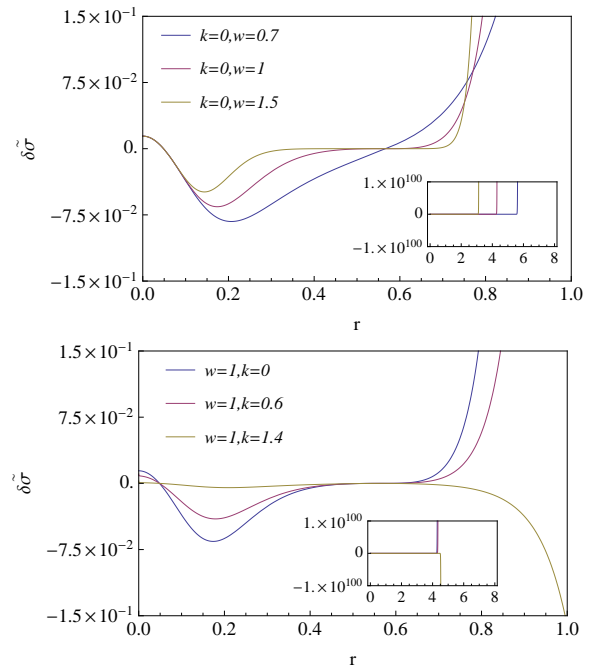 1.5×10⁻¹
k=0,w=0.7
k=0,w=1
7.5×10⁻²
k=0,w=1.5
0.
δσ̃
1.×10¹⁰⁰
0
−7.5×10⁻²
−1.×10¹⁰⁰
0 2 4 6 8
−1.5×10⁻¹
0.0 0.2 0.4 0.6 0.8 1.0
r
1.5×10⁻¹
w=1,k=0
w=1,k=0.6
7.5×10⁻²
w=1,k=1.4
0.
δσ̃
1.×10¹⁰⁰
0
−7.5×10⁻²
−1.×10¹⁰⁰
0 2 4 6 8
−1.5×10⁻¹
0.0 0.2 0.4 0.6 0.8 1.0
r